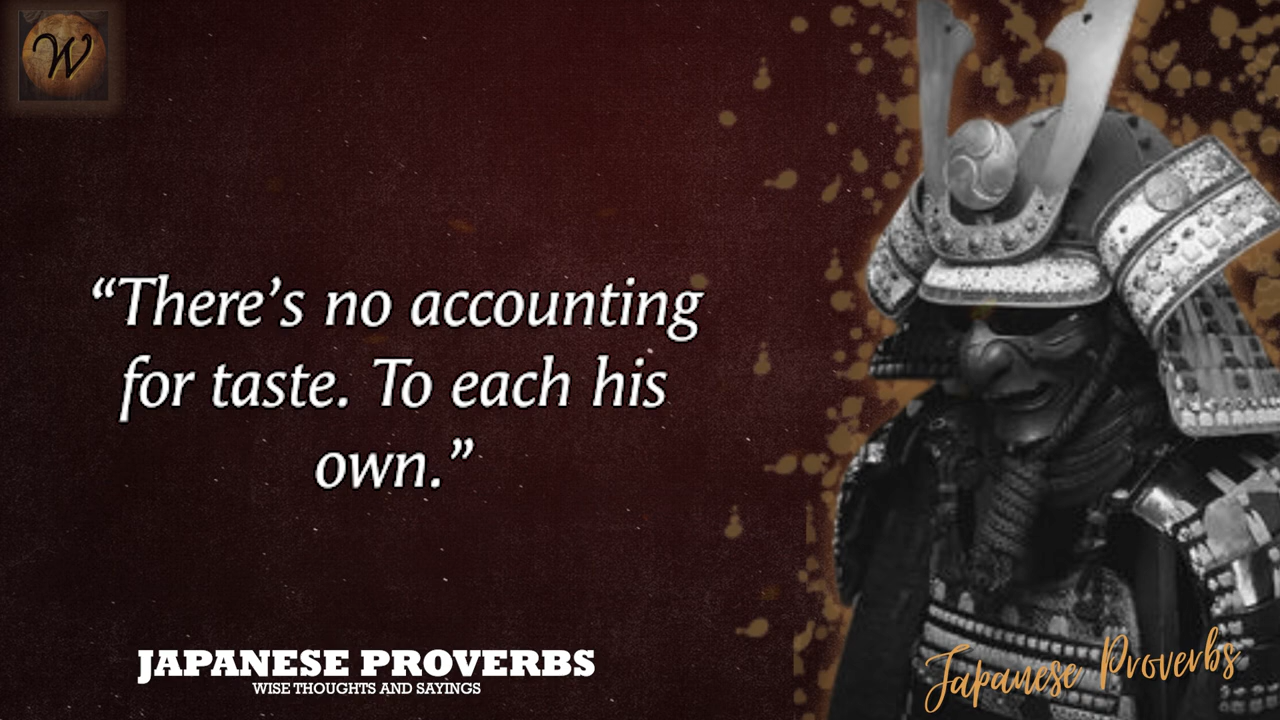 W
“There’s no accounting
for taste. To each his
own.”
JAPANESE PROVERBS
WISE THOUGHTS AND SAYINGS
Japanese Proverbs